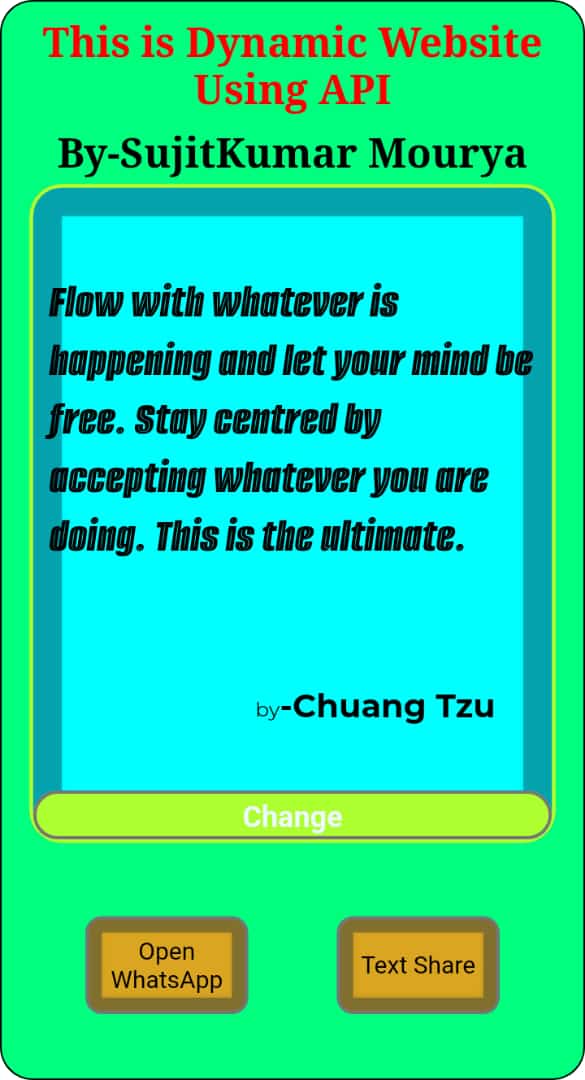 This is Dynamic Website
Using API
By-SujitKumar Mourya
Flow with whatever is
happening and let your mind be
free. Stay centred by
accepting whatever you are
doing. This is the ultimate.
by-Chuang Tzu
Change
Open
WhatsApp
Text Share